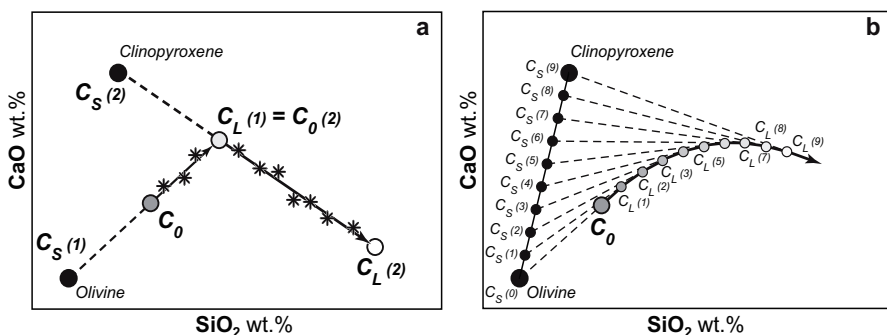 a
Clinopyroxene
C_S (2)
C_L (1) = C_0 (2)
C_0
C_S (1)
Olivine
C_L (2)
CaO wt.%
SiO2 wt.%
b
Clinopyroxene
C_S (9)
C_S (8)
C_S (7)
C_S (6)
C_S (5)
C_S (4)
C_S (3)
C_S (2)
C_S (1)
C_S (0)
Olivine
C_0
C_L (1)
C_L (2)
C_L (3)
C_L (5)
C_L (7)
C_L (8)
C_L (9)
CaO wt.%
SiO2 wt.%